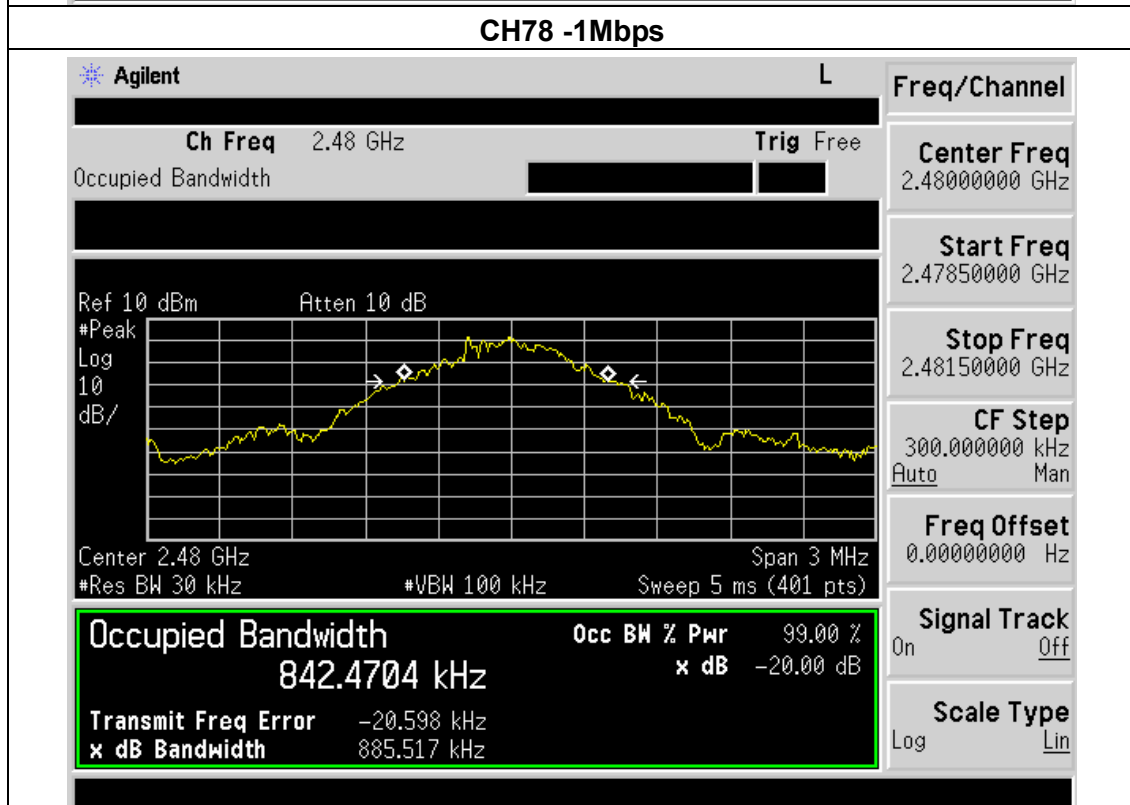 CH78 -1Mbps
Agilent L
Ch Freq 2.48 GHz Trig Free
Occupied Bandwidth
Ref 10 dBm Atten 10 dB
#Peak
Log
10
dB/
Center 2.48 GHz Span 3 MHz
#Res BW 30 kHz #VBW 100 kHz Sweep 5 ms (401 pts)
Occupied Bandwidth Occ BW % Pwr 99.00 %
842.4704 kHz x dB -20.00 dB
Transmit Freq Error -20.598 kHz
x dB Bandwidth 885.517 kHz
Freq/Channel
Center Freq
2.48000000 GHz
Start Freq
2.47850000 GHz
Stop Freq
2.48150000 GHz
CF Step
300.000000 kHz
Auto Man
Freq Offset
0.00000000 Hz
Signal Track
On Off
Scale Type
Log Lin